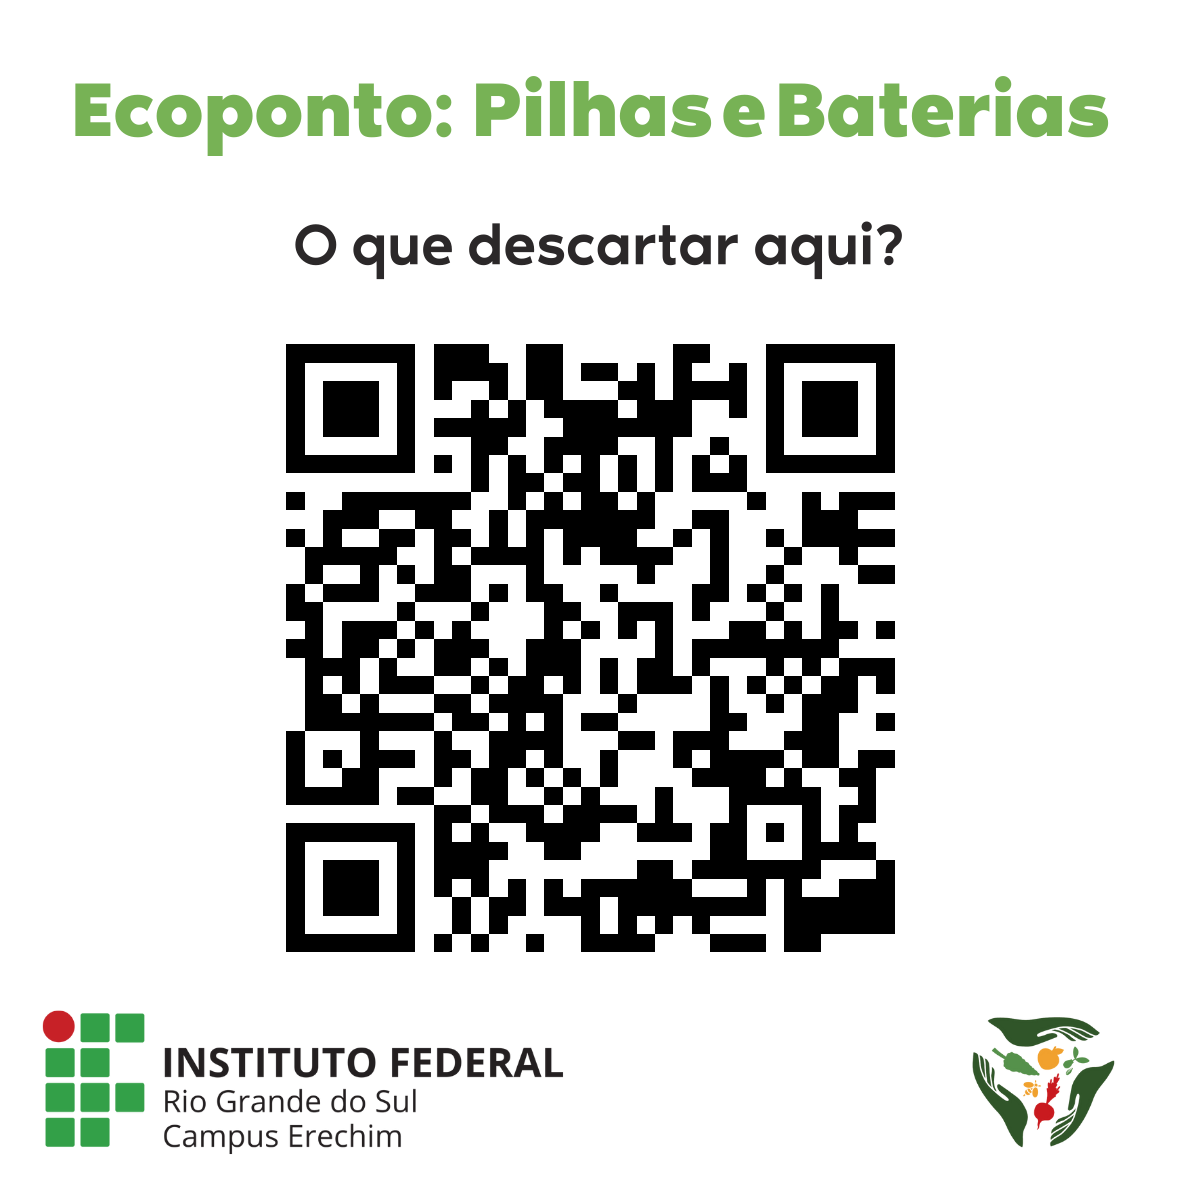 Ecoponto: Pilhas e Baterias
O que descartar aqui?
INSTITUTO FEDERAL
Rio Grande do Sul
Campus Erechim